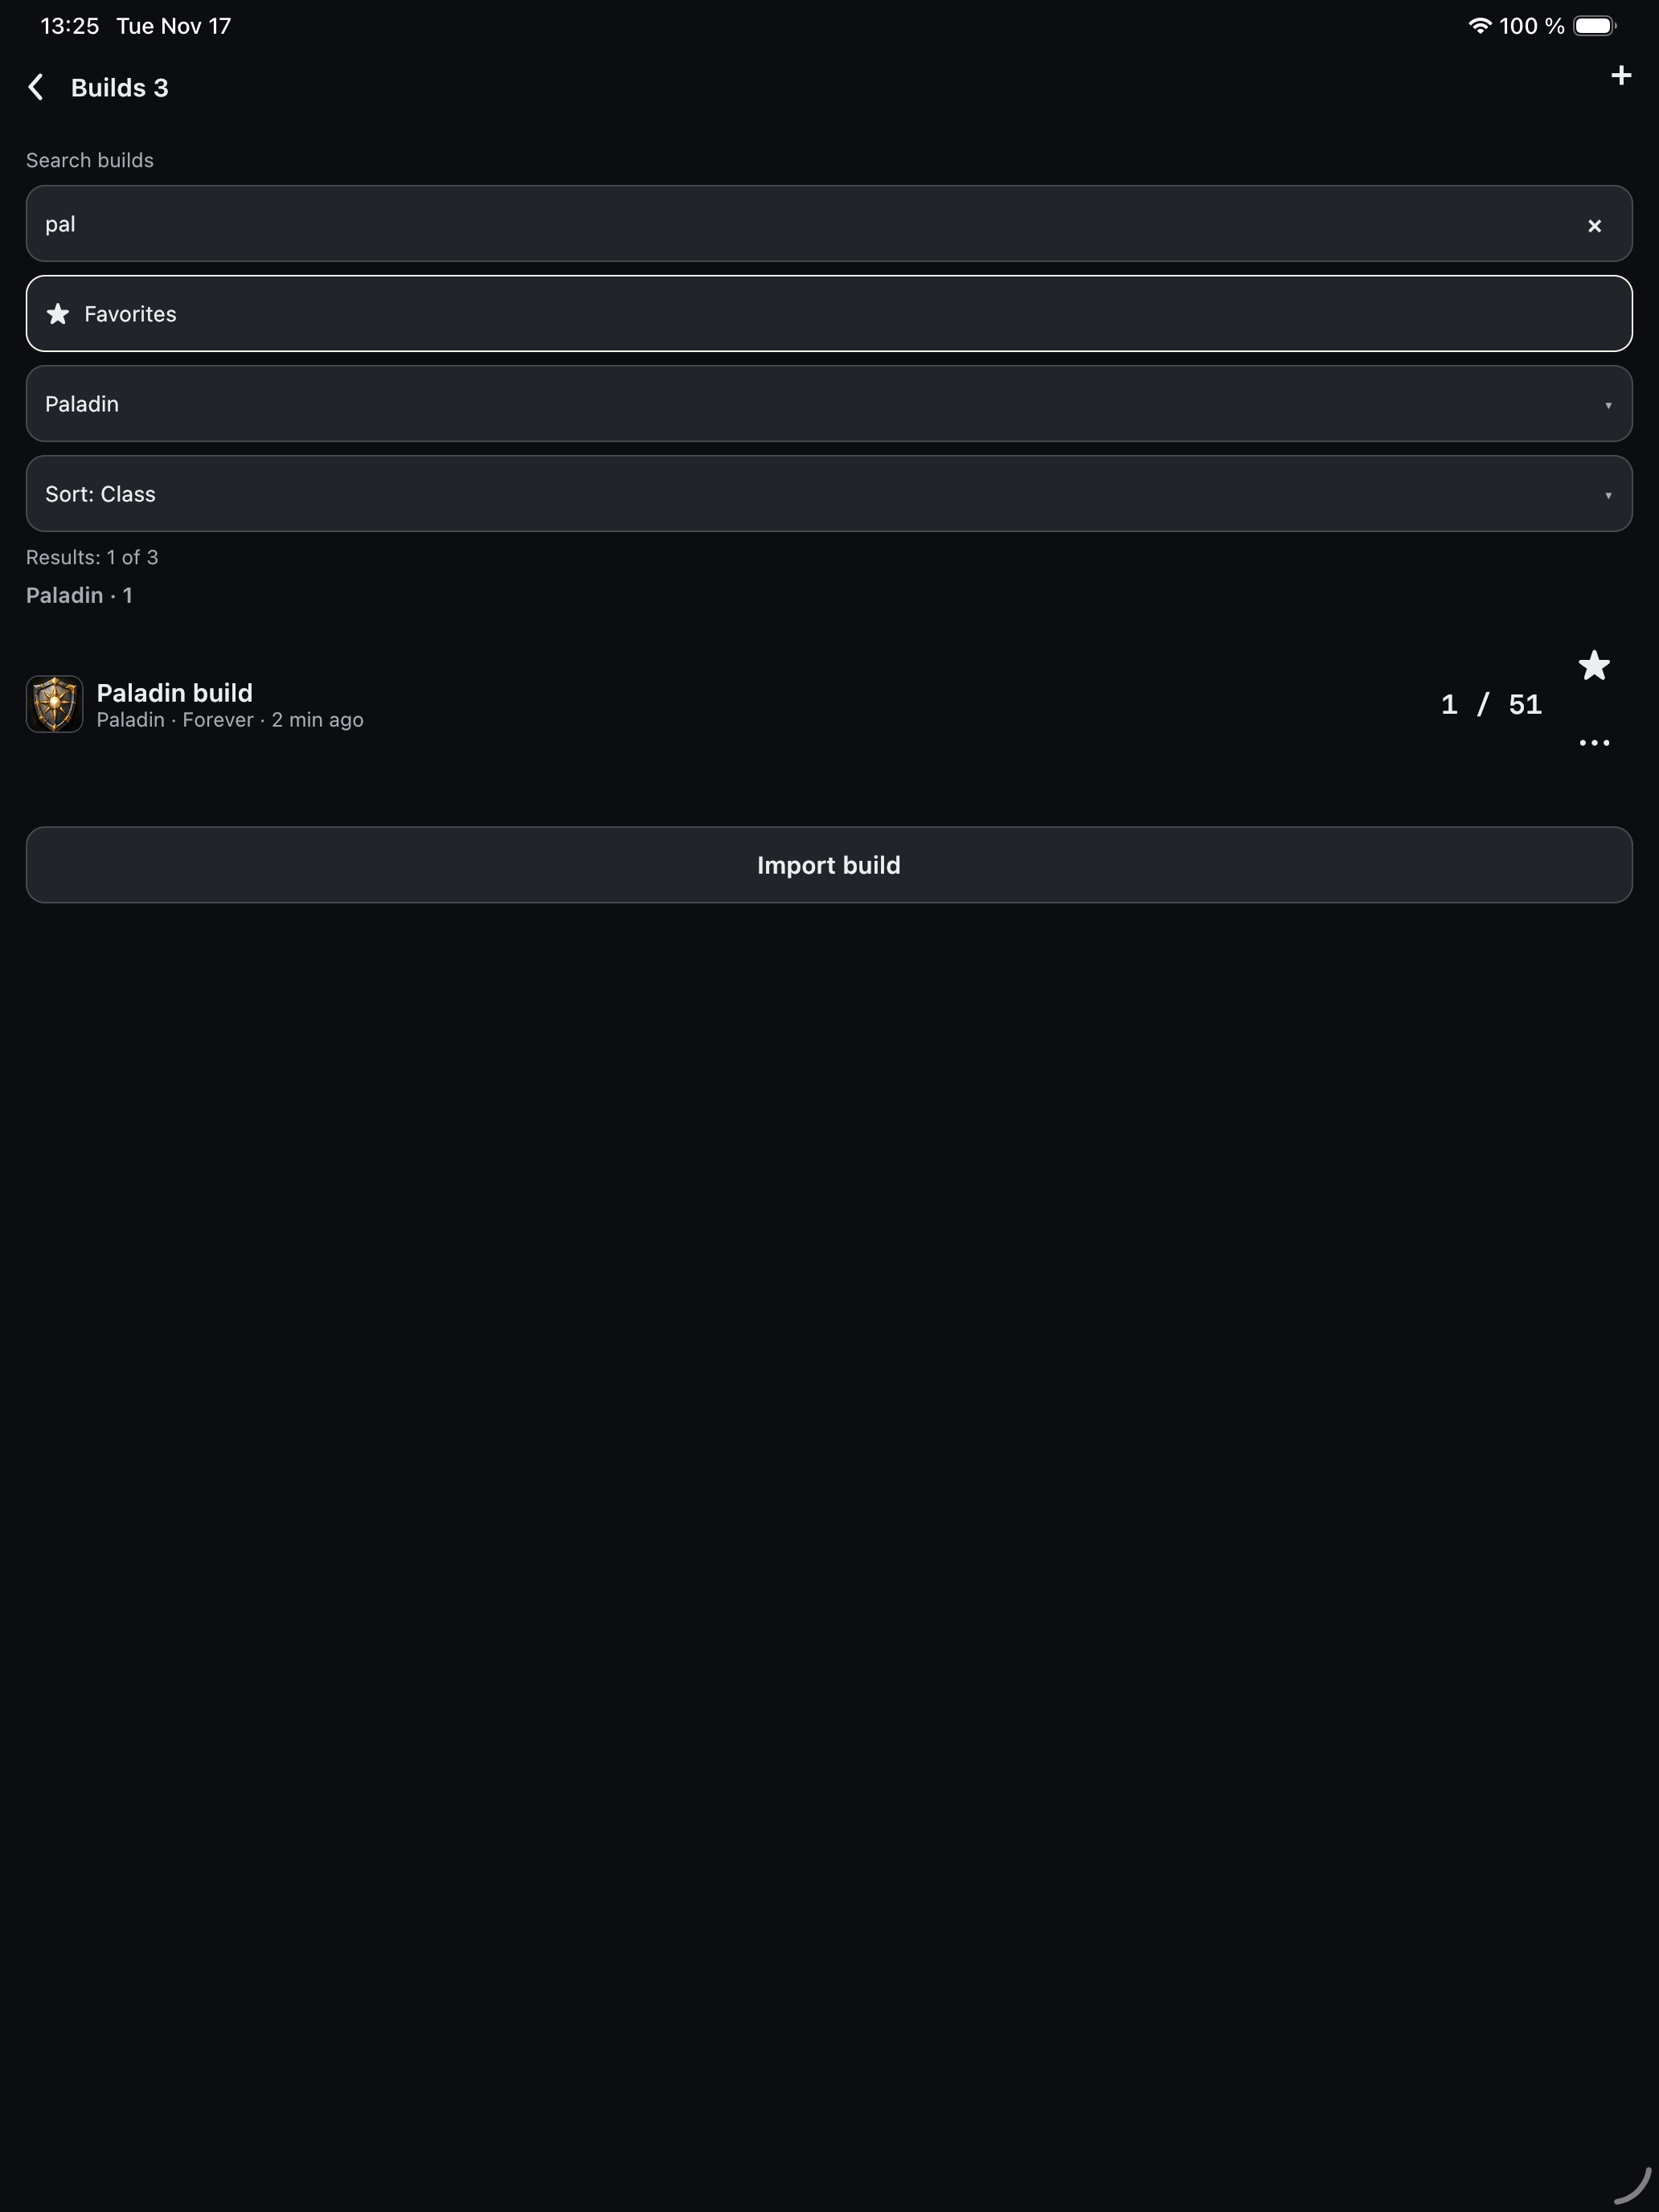 13:25 Tue Nov 17 100 %
Builds 3 +
Search builds
pal ×
★ Favorites
Paladin ▾
Sort: Class ▾
Results: 1 of 3
Paladin · 1
Paladin build
Paladin · Forever · 2 min ago
1 / 51
Import build